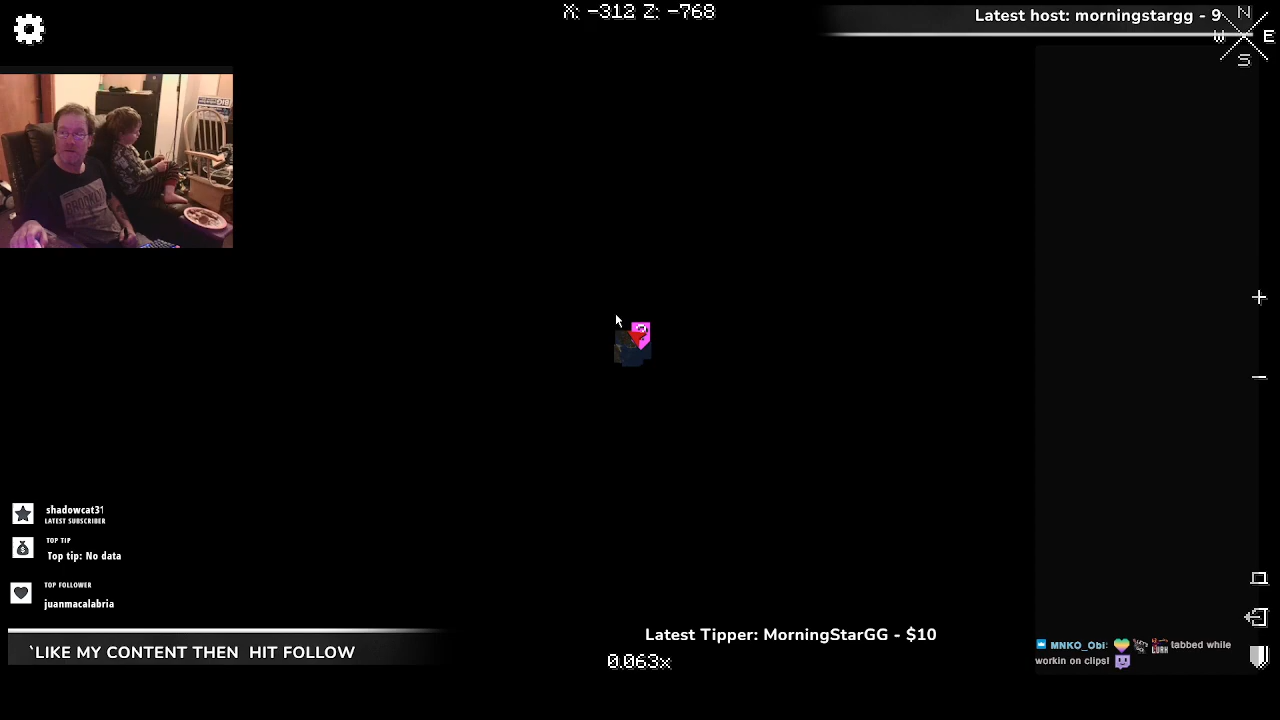 X: -312 Z: -768
Latest host: morningstargg - 9
N
W
E
S
BROOKLYN
+
-
shadowcat31
LATEST SUBSCRIBER
TOP TIP
Top tip: No data
TOP FOLLOWER
juanmacalabria
`LIKE MY CONTENT THEN HIT FOLLOW
Latest Tipper: MorningStarGG - $10
0.063x
MNKO_Obi: tabbed while
workin on clips!